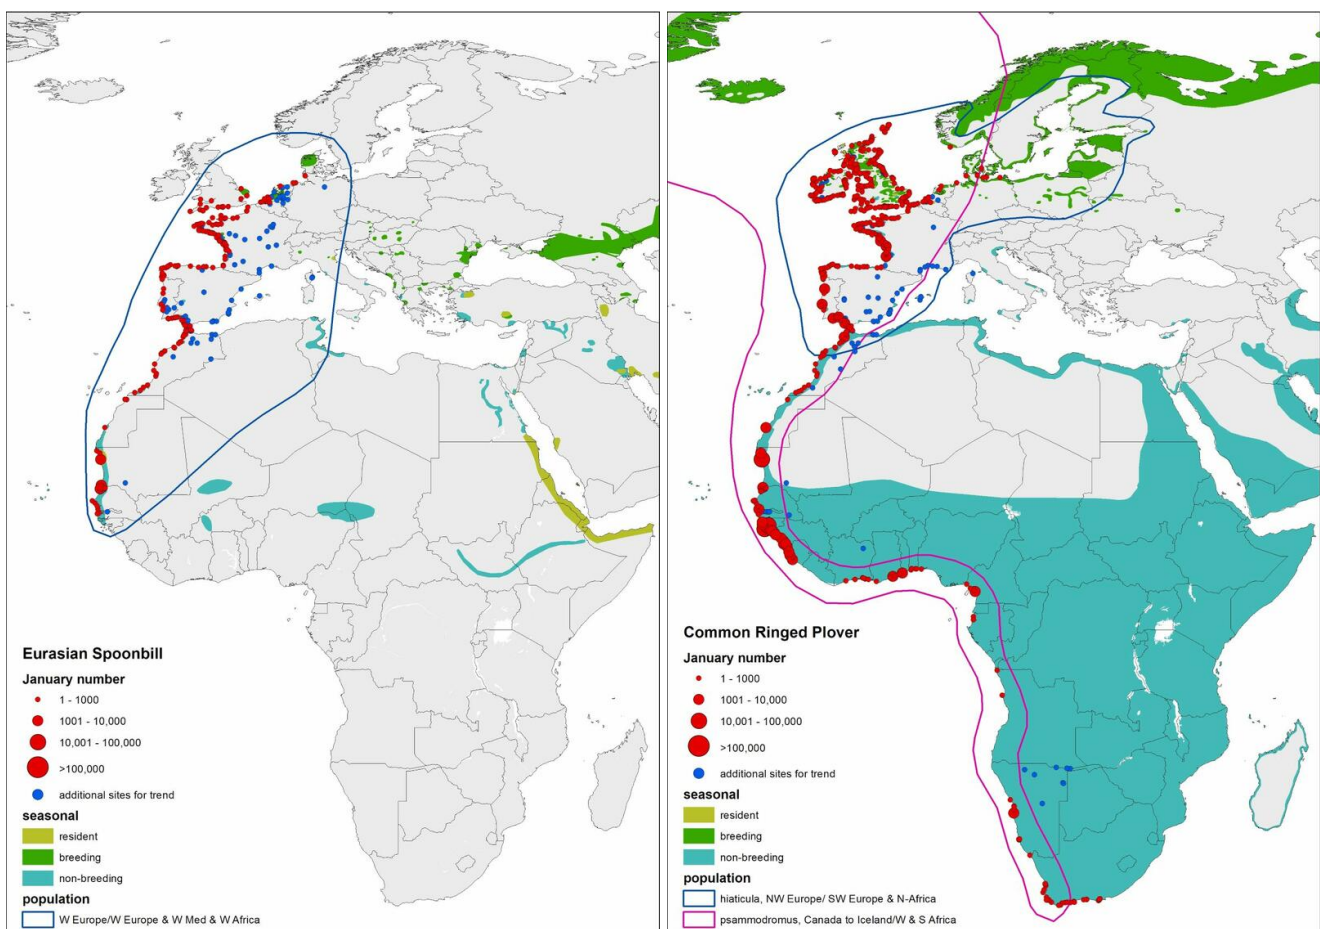 Eurasian Spoonbill
January number
1 - 1000
1001 - 10,000
10,001 - 100,000
>100,000
additional sites for trend
seasonal
resident
breeding
non-breeding
population
W Europe/W Europe & W Med & W Africa
Common Ringed Plover
January number
1 - 1000
1001 - 10,000
10,001 - 100,000
>100,000
additional sites for trend
seasonal
resident
breeding
non-breeding
population
hiaticula, NW Europe/ SW Europe & N-Africa
psammodromus, Canada to Iceland/W & S Africa